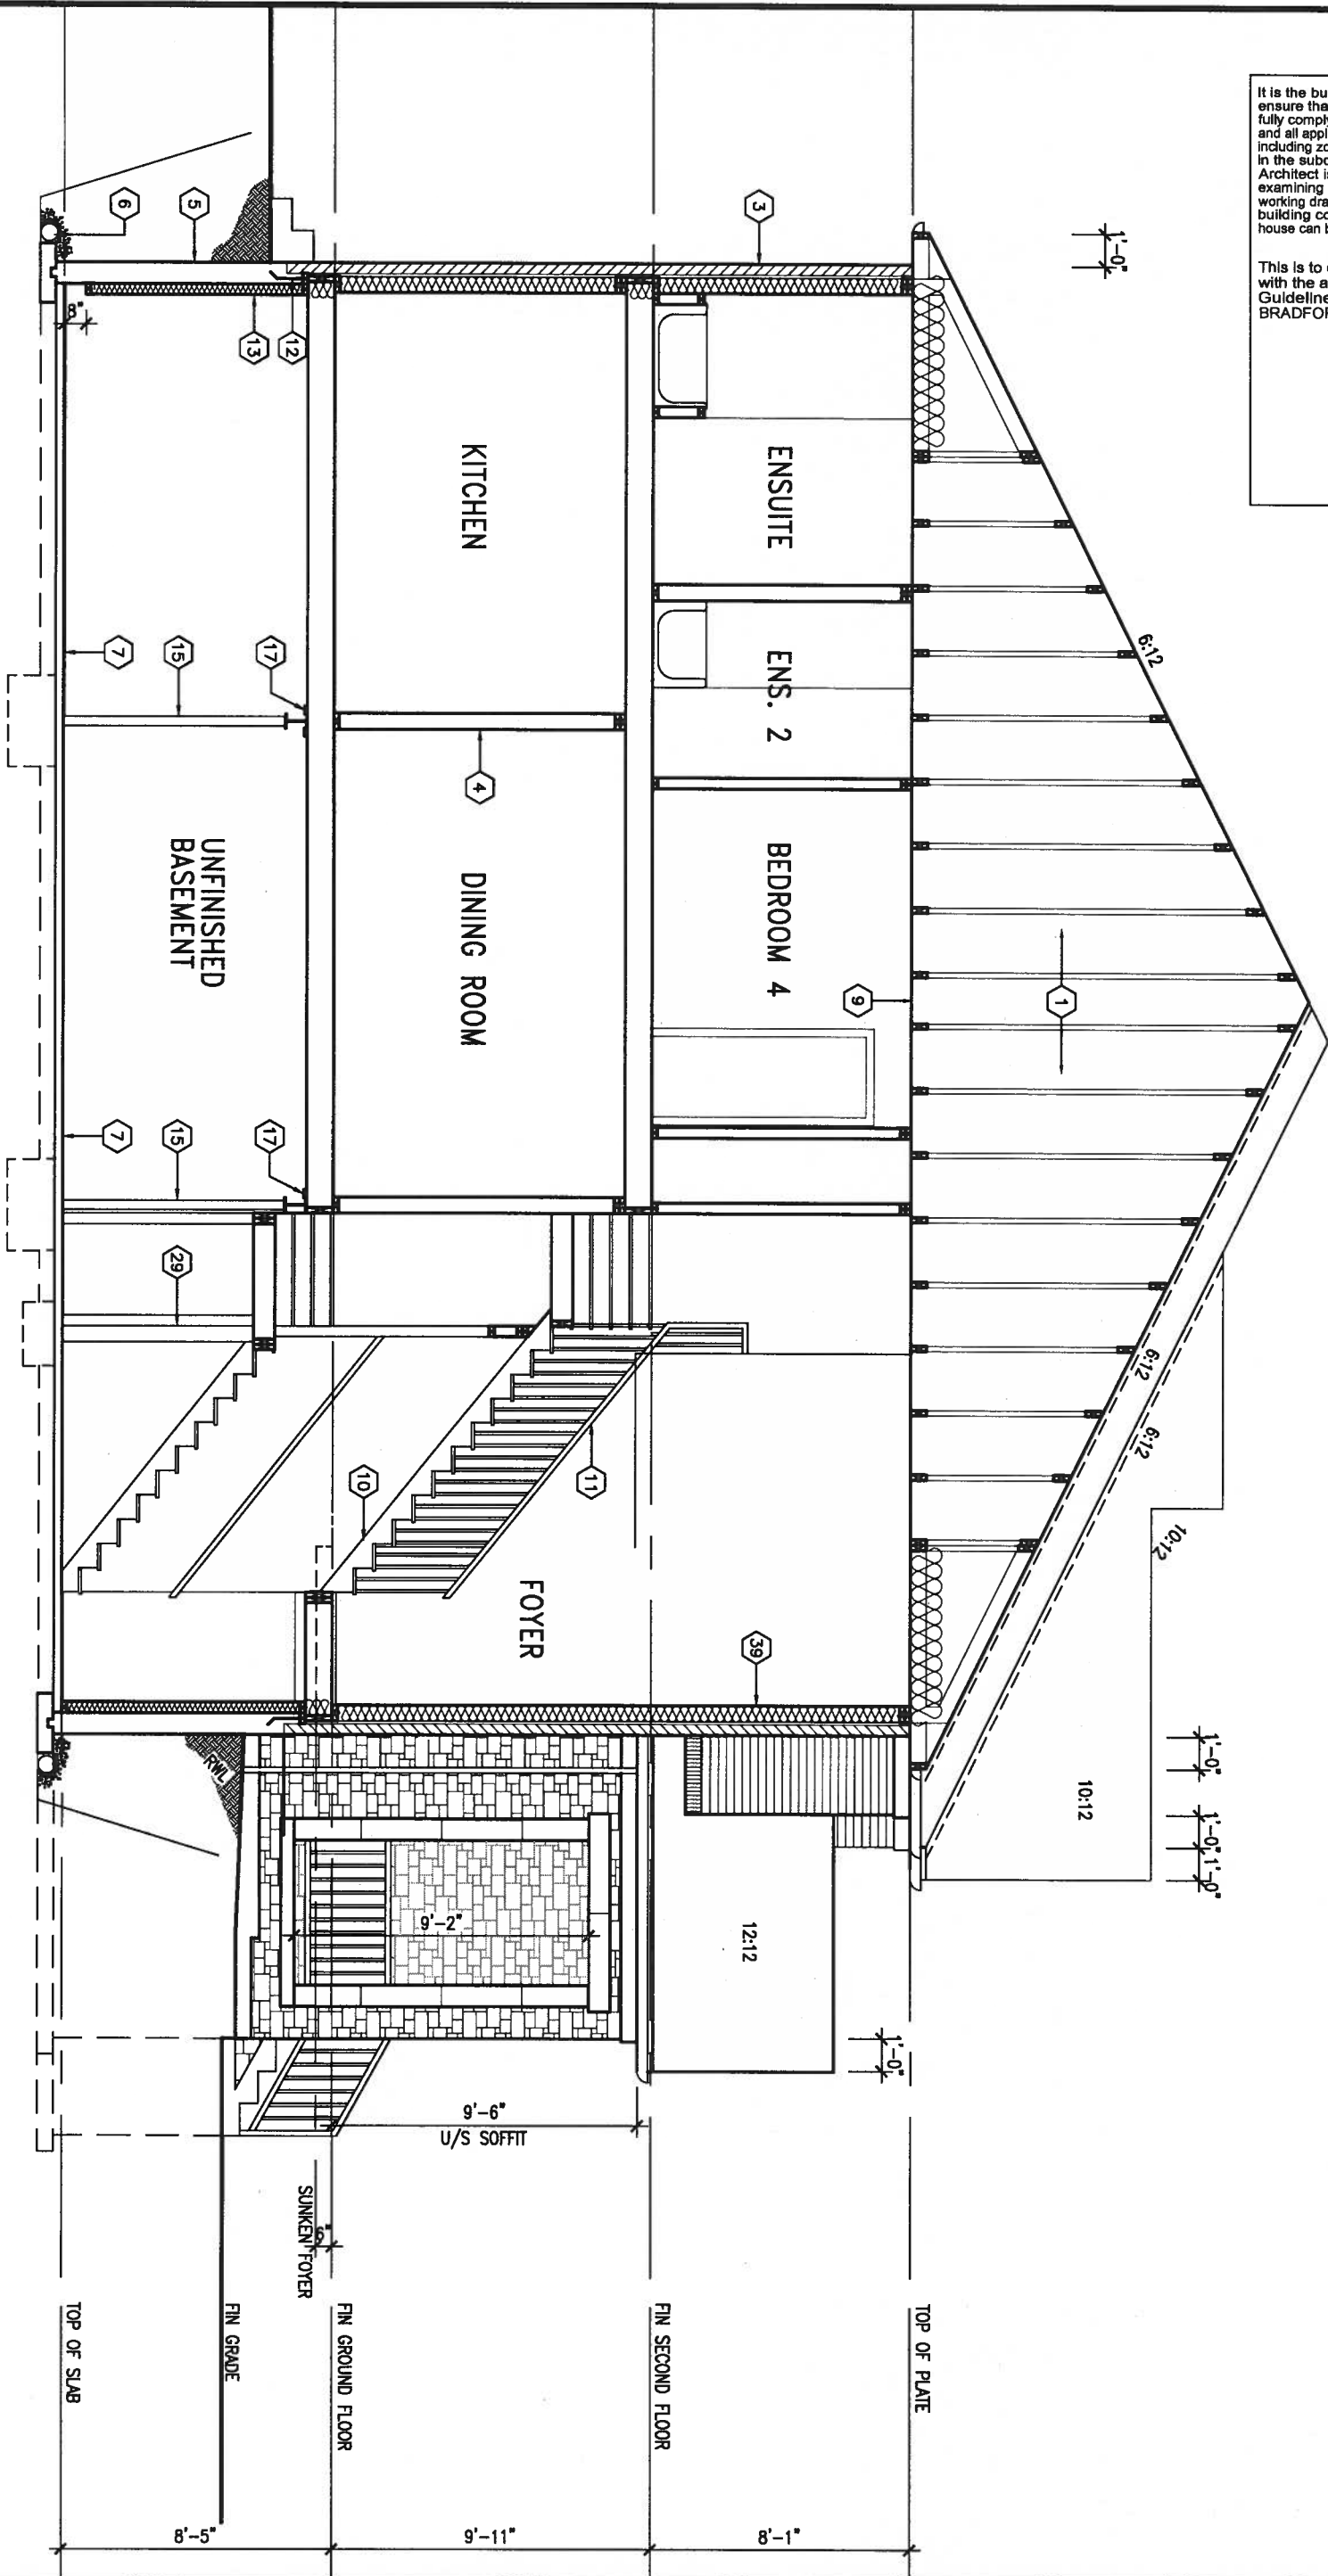 It is the bu
ensure tha
fully comply
and all appl
including zo
in the subd
Architect is
examining
working dra
building co
house can b
This is to
with the a
Guideline
BRADFOR
1'-0"
6:12
6:12
6:12
10:12
10:12
1'-0"
1'-0"
1'-0"
1
9
3
ENSUITE
ENS. 2
BEDROOM 4
39
12:12
1'-0"
TOP OF PLATE
8'-1"
FIN SECOND FLOOR
KITCHEN
4
DINING ROOM
11
10
FOYER
9'-2"
9'-6"
U/S SOFFIT
9'-11"
FIN GROUND FLOOR
6"
SUNKEN FOYER
12
13
17
17
5
15
UNFINISHED
BASEMENT
15
29
RWL
FIN GRADE
8'-5"
6
8"
7
7
TOP OF SLAB